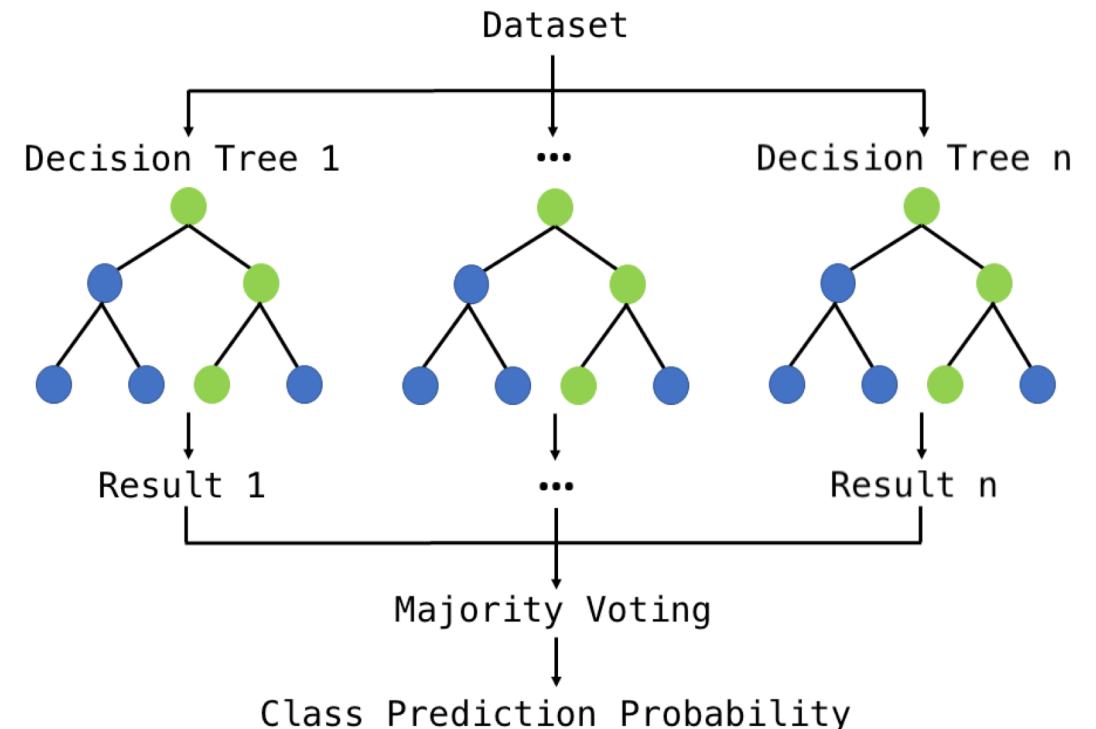 Dataset
Decision Tree 1 ... Decision Tree n
Result 1 ... Result n
Majority Voting
Class Prediction Probability